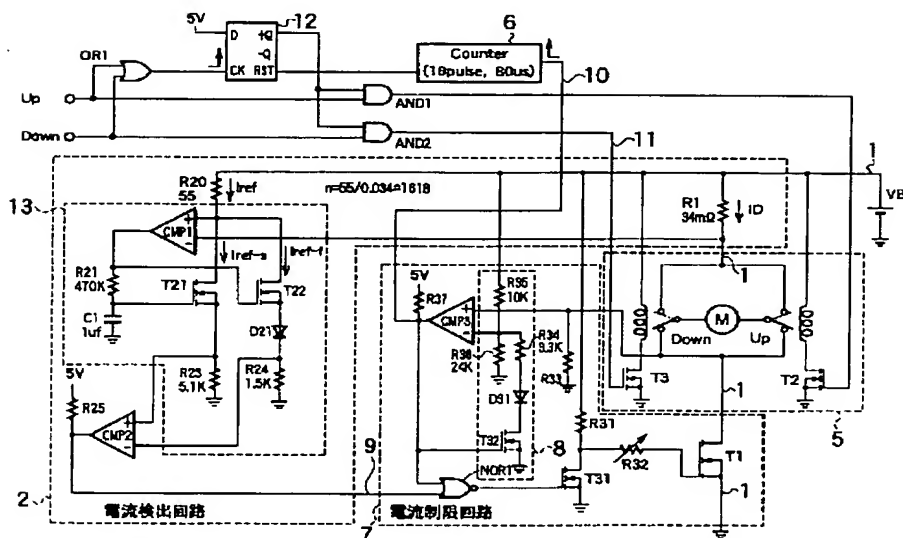 5V
D +Q
-Q
CK RST
12
6
Counter
(16pulse, 80us)
10
OR1
Up
Down
AND1
AND2
11
1
13
R20
55
Iref
n=55/0.034=1618
R1
34mΩ
ID
VB
CMP1
Iref-s
Iref-f
R21
470K
T21
T22
C1
1uf
D21
R23
5.1K
R24
1.5K
5V
R25
CMP2
5V
R37
CMP3
R35
10K
R36
24K
R34
3.3K
R33
D31
T32
8
NOR1
R31
R32
T31
1
M
Down
Up
T3
T2
1
5
T1
1
9
2
電流検出回路
7
電流制限回路